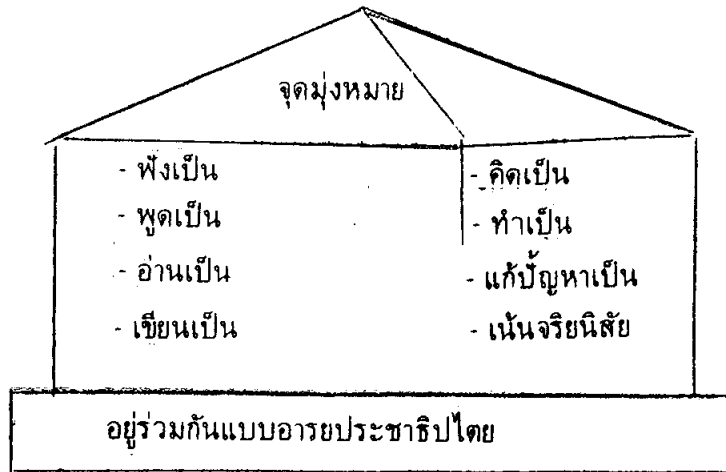 จุดมุ่งหมาย
- ฟังเป็น
- พูดเป็น
- อ่านเป็น
- เขียนเป็น
- คิดเป็น
- ทำเป็น
- แก้ปัญหาเป็น
- เน้นจริยนิสัย
อยู่ร่วมกันแบบอารยประชาธิปไตย